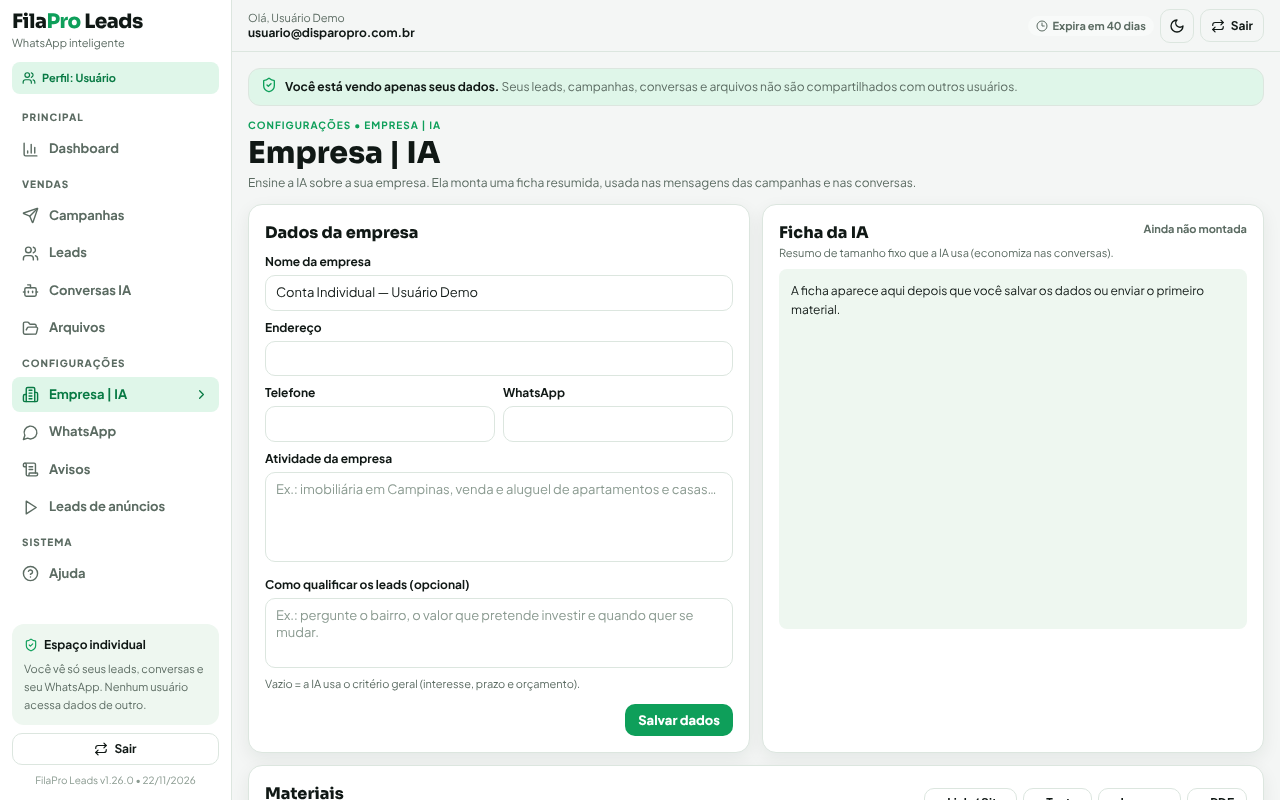 FilaPro Leads
WhatsApp inteligente
Perfil: Usuário
PRINCIPAL
Dashboard
VENDAS
Campanhas
Leads
Conversas IA
Arquivos
CONFIGURAÇÕES
Empresa | IA
WhatsApp
Avisos
Leads de anúncios
SISTEMA
Ajuda
Espaço individual
Você vê só seus leads, conversas e
seu WhatsApp. Nenhum usuário
acessa dados de outro.
Sair
FilaPro Leads v1.26.0 • 22/11/2026
Olá, Usuário Demo
usuario@disparopro.com.br
Expira em 40 dias
Sair
Você está vendo apenas seus dados. Seus leads, campanhas, conversas e arquivos não são compartilhados com outros usuários.
CONFIGURAÇÕES • EMPRESA | IA
Empresa | IA
Ensine a IA sobre a sua empresa. Ela monta uma ficha resumida, usada nas mensagens das campanhas e nas conversas.
Dados da empresa
Nome da empresa
Conta Individual — Usuário Demo
Endereço
Telefone
WhatsApp
Atividade da empresa
Ex.: imobiliária em Campinas, venda e aluguel de apartamentos e casas...
Como qualificar os leads (opcional)
Ex.: pergunte o bairro, o valor que pretende investir e quando quer se
mudar.
Vazio = a IA usa o critério geral (interesse, prazo e orçamento).
Salvar dados
Ficha da IA
Ainda não montada
Resumo de tamanho fixo que a IA usa (economiza nas conversas).
A ficha aparece aqui depois que você salvar os dados ou enviar o primeiro
material.
Materiais